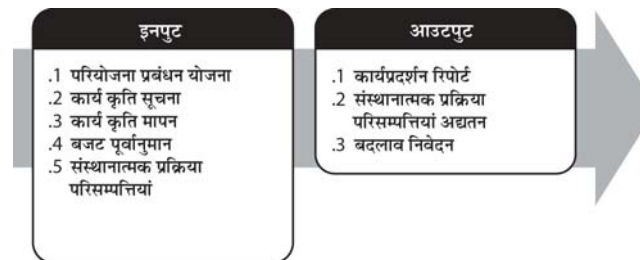 इनपुट
.1 परियोजना प्रबंधन योजना
.2 कार्य कृति सूचना
.3 कार्य कृति मापन
.4 बजट पूर्वानुमान
.5 संस्थानात्मक प्रक्रिया
परिसम्पत्तियां
आउटपुट
.1 कार्यप्रदर्शन रिपोर्ट
.2 संस्थानात्मक प्रक्रिया
परिसम्पत्तियां अद्यतन
.3 बदलाव निवेदन